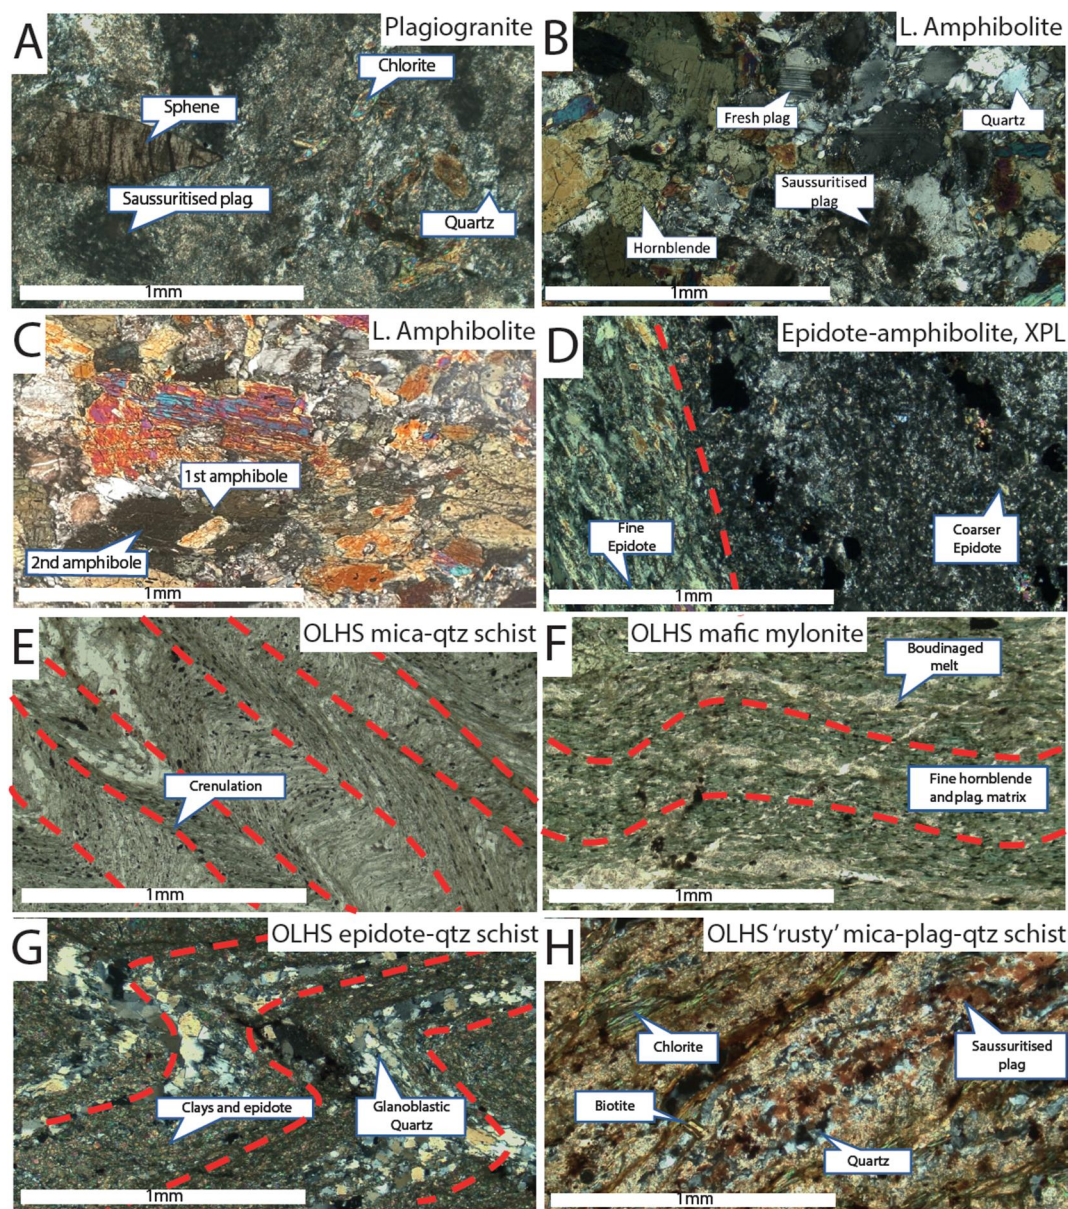 A
Plagiogranite
Chlorite
Sphene
Saussuritised plag.
Quartz
1mm
B
L. Amphibolite
Fresh plag
Quartz
Saussuritised
plag
Hornblende
1mm
C
L. Amphibolite
1st amphibole
2nd amphibole
1mm
D
Epidote-amphibolite, XPL
Fine
Epidote
Coarser
Epidote
1mm
E
OLHS mica-qtz schist
Crenulation
1mm
F
OLHS mafic mylonite
Boudinaged
melt
Fine hornblende
and plag. matrix
1mm
G
OLHS epidote-qtz schist
Clays and epidote
Glanoblastic
Quartz
1mm
H
OLHS ‘rusty’ mica-plag-qtz schist
Chlorite
Saussuritised
plag
Biotite
Quartz
1mm